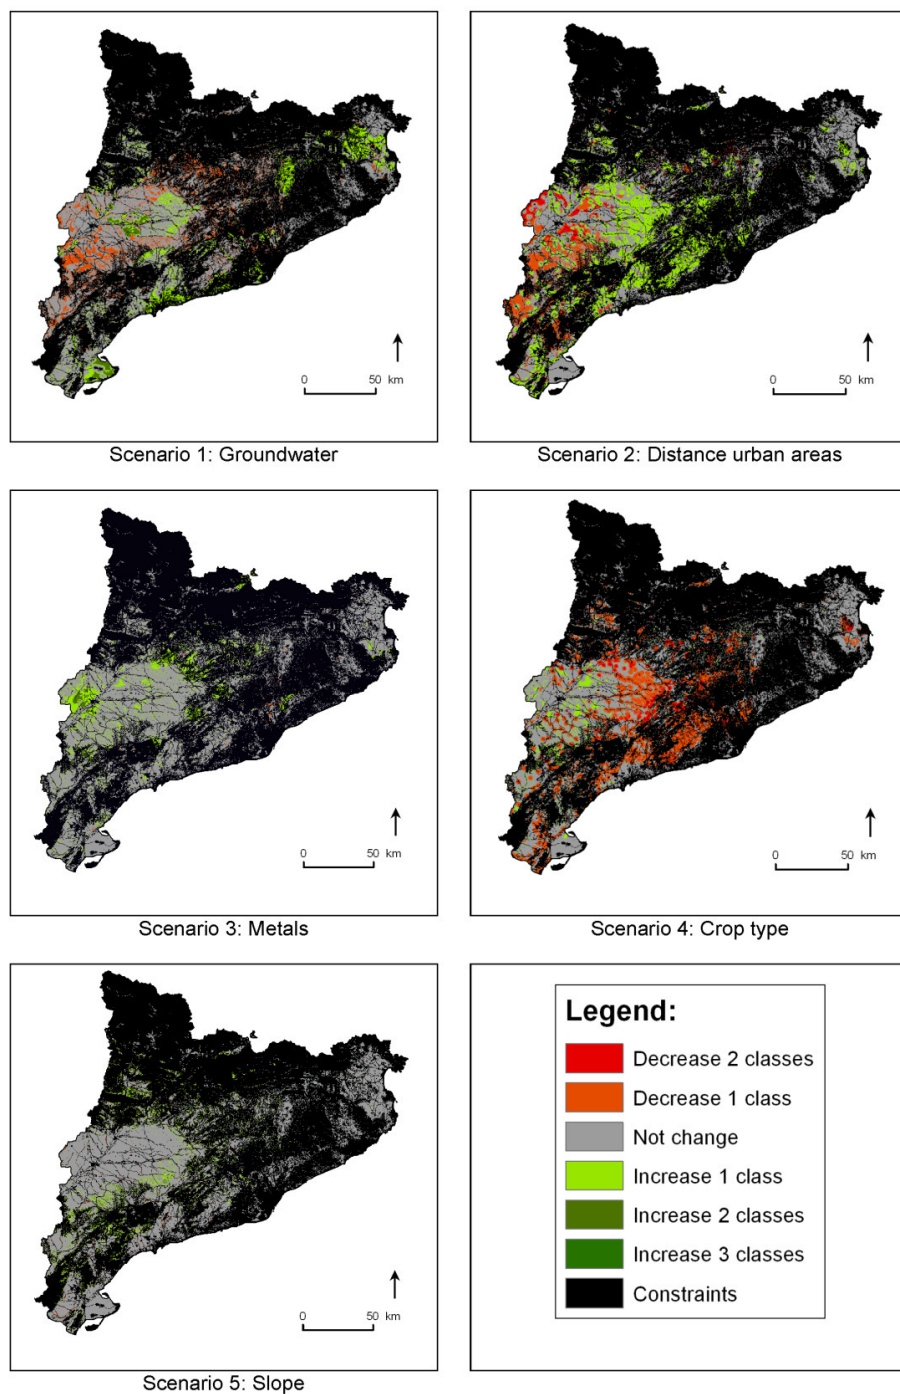 0 50 km
Scenario 1: Groundwater
0 50 km
Scenario 2: Distance urban areas
0 50 km
Scenario 3: Metals
0 50 km
Scenario 4: Crop type
0 50 km
Scenario 5: Slope
Legend:
Decrease 2 classes
Decrease 1 class
Not change
Increase 1 class
Increase 2 classes
Increase 3 classes
Constraints